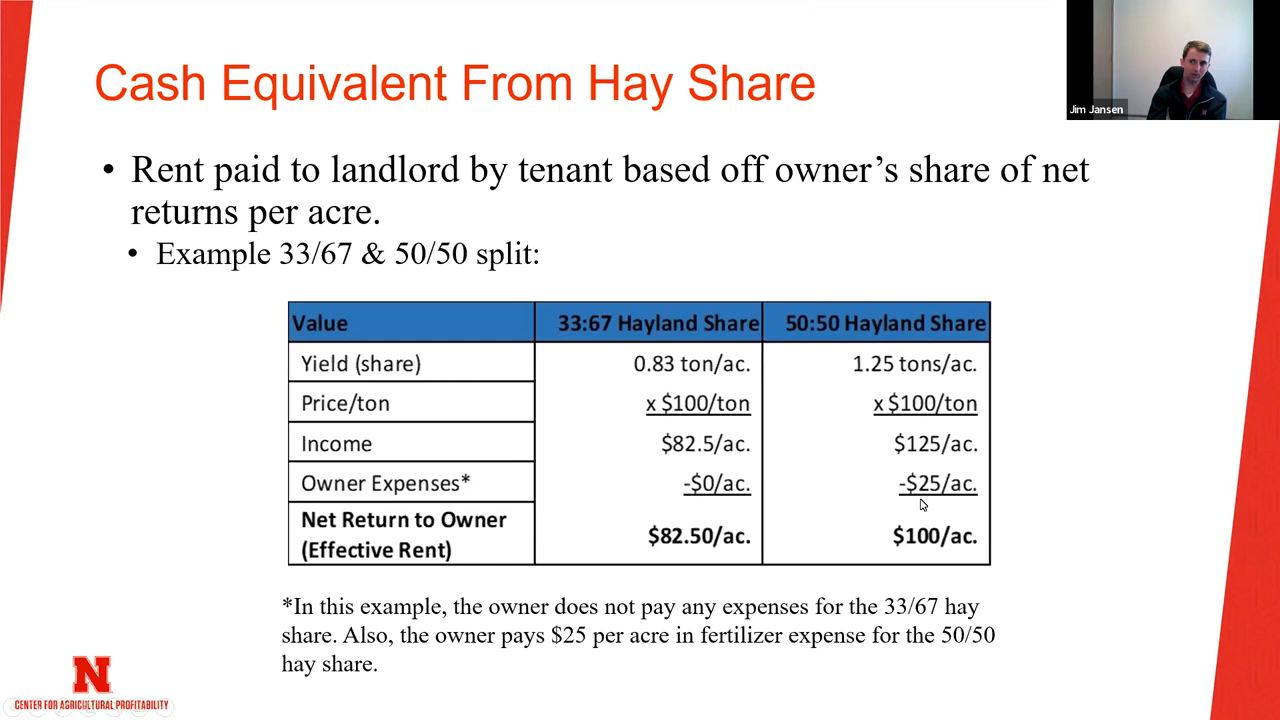 Cash Equivalent From Hay Share
Jim Jansen
• Rent paid to landlord by tenant based off owner’s share of net
returns per acre.
• Example 33/67 & 50/50 split:
Value 33:67 Hayland Share 50:50 Hayland Share
Yield (share) 0.83 ton/ac. 1.25 tons/ac.
Price/ton x $100/ton x $100/ton
Income $82.5/ac. $125/ac.
Owner Expenses* -$0/ac. -$25/ac.
Net Return to Owner
(Effective Rent) $82.50/ac. $100/ac.
*In this example, the owner does not pay any expenses for the 33/67 hay
share. Also, the owner pays $25 per acre in fertilizer expense for the 50/50
hay share.
N
CENTER FOR AGRICULTURAL PROFITABILITY